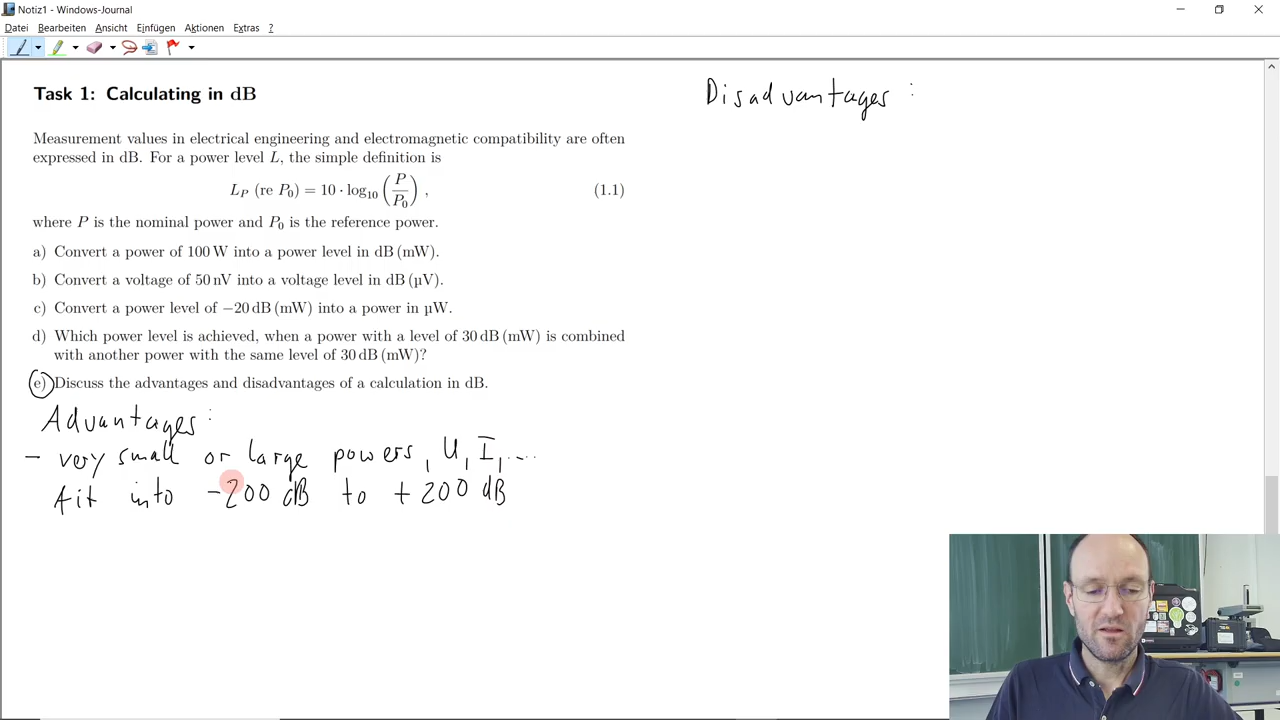 Notiz1 - Windows-Journal
Datei Bearbeiten Ansicht Einfügen Aktionen Extras ?
Task 1: Calculating in dB
Measurement values in electrical engineering and electromagnetic compatibility are often
expressed in dB. For a power level L, the simple definition is
L_P (re P_0) = 10 · log_10 (P/P_0) , (1.1)
where P is the nominal power and P_0 is the reference power.
a) Convert a power of 100 W into a power level in dB (mW).
b) Convert a voltage of 50 nV into a voltage level in dB (µV).
c) Convert a power level of −20 dB (mW) into a power in µW.
d) Which power level is achieved, when a power with a level of 30 dB (mW) is combined
with another power with the same level of 30 dB (mW)?
e) Discuss the advantages and disadvantages of a calculation in dB.
Advantages:
- very small or large powers, U, I, ....
fit into -200 dB to +200 dB
Disadvantages: